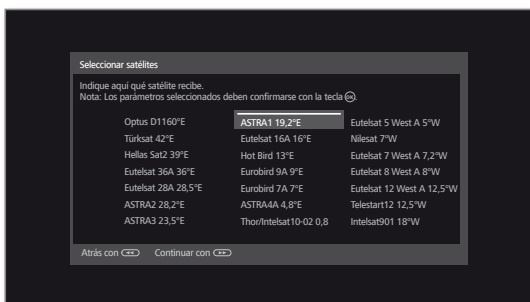 Seleccionar satélites
Indique aquí qué satélite recibe.
Nota: Los parámetros seleccionados deben confirmarse con la tecla OK.
Optus D1160°E ASTRA1 19,2°E Eutelsat 5 West A 5°W
Türksat 42°E Eutelsat 16A 16°E Nilesat 7°W
Hellas Sat2 39°E Hot Bird 13°E Eutelsat 7 West A 7,2°W
Eutelsat 36A 36°E Eurobird 9A 9°E Eutelsat 8 West A 8°W
Eutelsat 28A 28,5°E Eurobird 7A 7°E Eutelsat 12 West A 12,5°W
ASTRA2 28,2°E ASTRA4A 4,8°E Telestart12 12,5°W
ASTRA3 23,5°E Thor/Intelsat10-02 0,8 Intelsat901 18°W
Atrás con ◄◄ Continuar con ►►